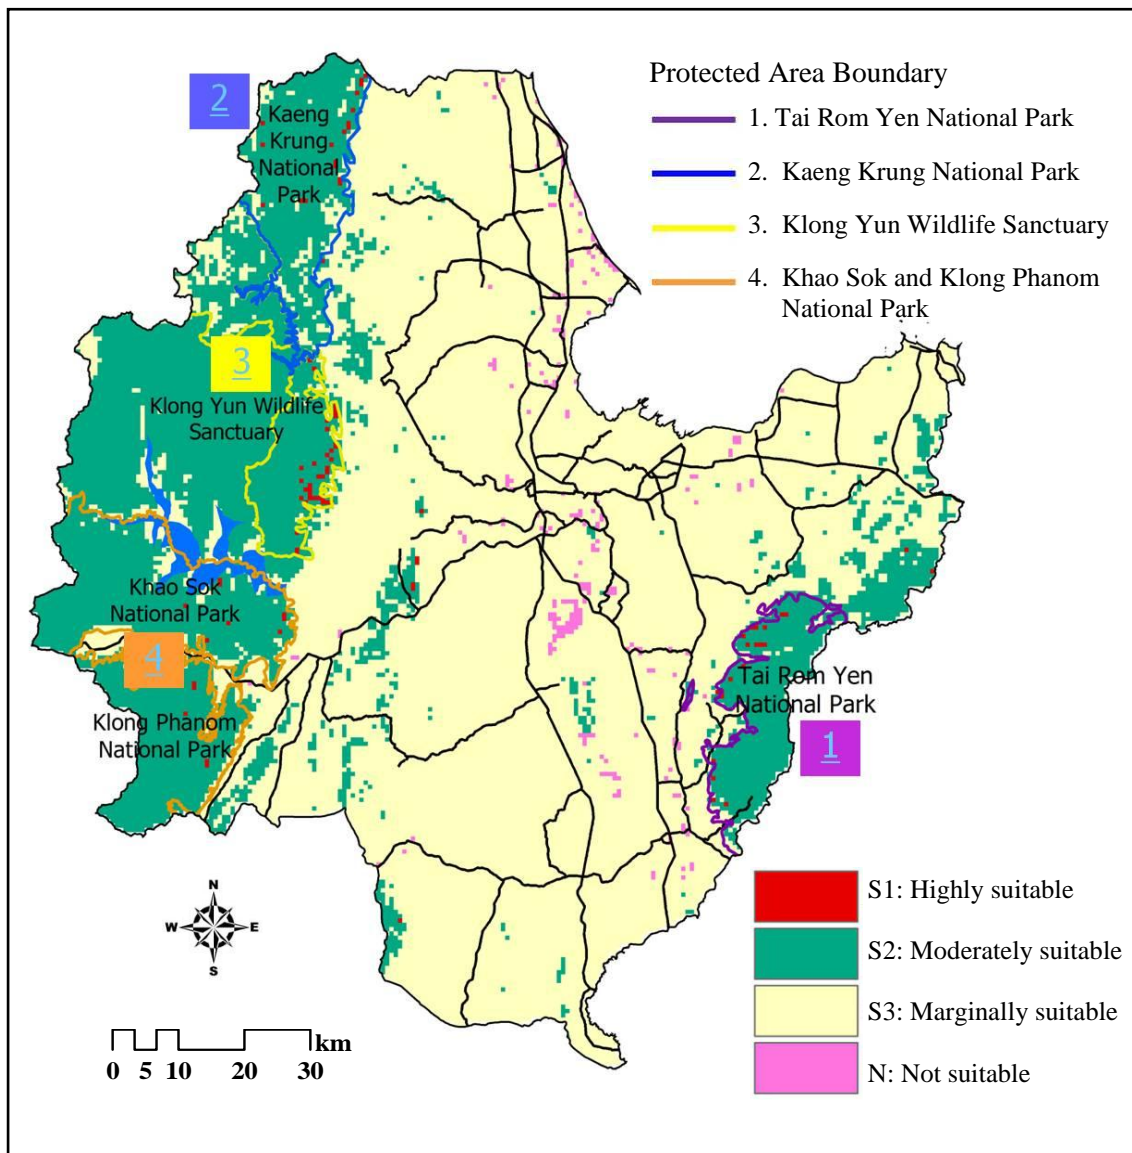 Protected Area Boundary
1. Tai Rom Yen National Park
2. Kaeng Krung National Park
3. Klong Yun Wildlife Sanctuary
4. Khao Sok and Klong Phanom
National Park
2
Kaeng
Krung
National
Park
3
Klong Yun Wildlife
Sanctuary
Khao Sok
National Park
4
Klong Phanom
National Park
Tai Rom Yen
National Park
1
N
W E
S
km
0 5 10 20 30
S1: Highly suitable
S2: Moderately suitable
S3: Marginally suitable
N: Not suitable